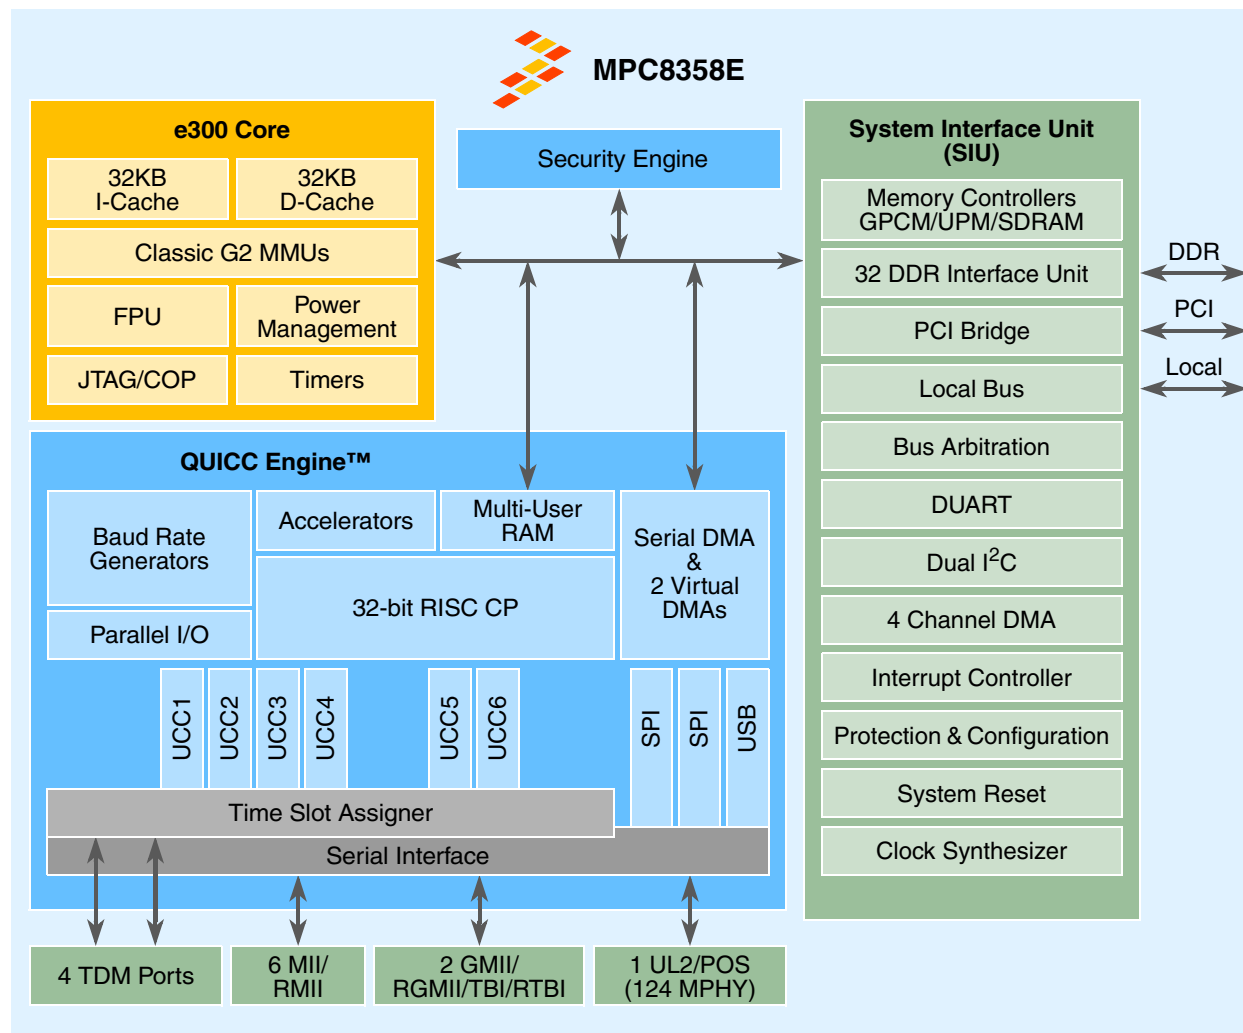 MPC8358E
e300 Core
32KB
I-Cache
32KB
D-Cache
Classic G2 MMUs
FPU
Power
Management
JTAG/COP
Timers
Security Engine
System Interface Unit
(SIU)
Memory Controllers
GPCM/UPM/SDRAM
32 DDR Interface Unit
PCI Bridge
Local Bus
Bus Arbitration
DUART
Dual I²C
4 Channel DMA
Interrupt Controller
Protection & Configuration
System Reset
Clock Synthesizer
DDR
PCI
Local
QUICC Engine™
Baud Rate
Generators
Accelerators
Multi-User
RAM
Serial DMA
&
2 Virtual
DMAs
32-bit RISC CP
Parallel I/O
UCC1
UCC2
UCC3
UCC4
UCC5
UCC6
SPI
SPI
USB
Time Slot Assigner
Serial Interface
4 TDM Ports
6 MII/
RMII
2 GMII/
RGMII/TBI/RTBI
1 UL2/POS
(124 MPHY)